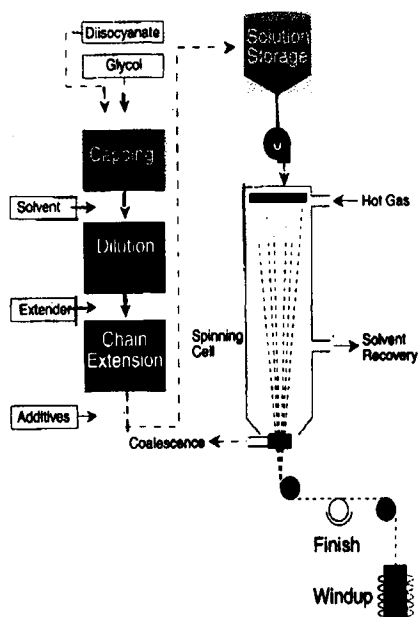 Diisocyanate
Glycol
Capping
Solvent
Dilution
Extender
Chain
Extension
Additives
Solution
Storage
Hot Gas
Spinning
Cell
Solvent
Recovery
Coalescence
Finish
Windup